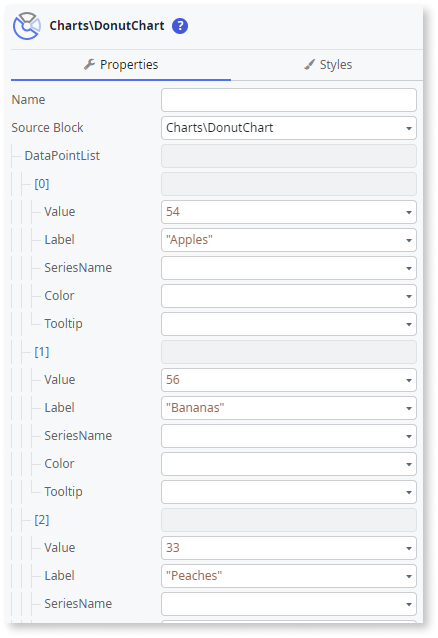 Charts\DonutChart ?
Properties Styles
Name
Source Block Charts\DonutChart
DataPointList
[0]
Value 54
Label "Apples"
SeriesName
Color
Tooltip
[1]
Value 56
Label "Bananas"
SeriesName
Color
Tooltip
[2]
Value 33
Label "Peaches"
SeriesName